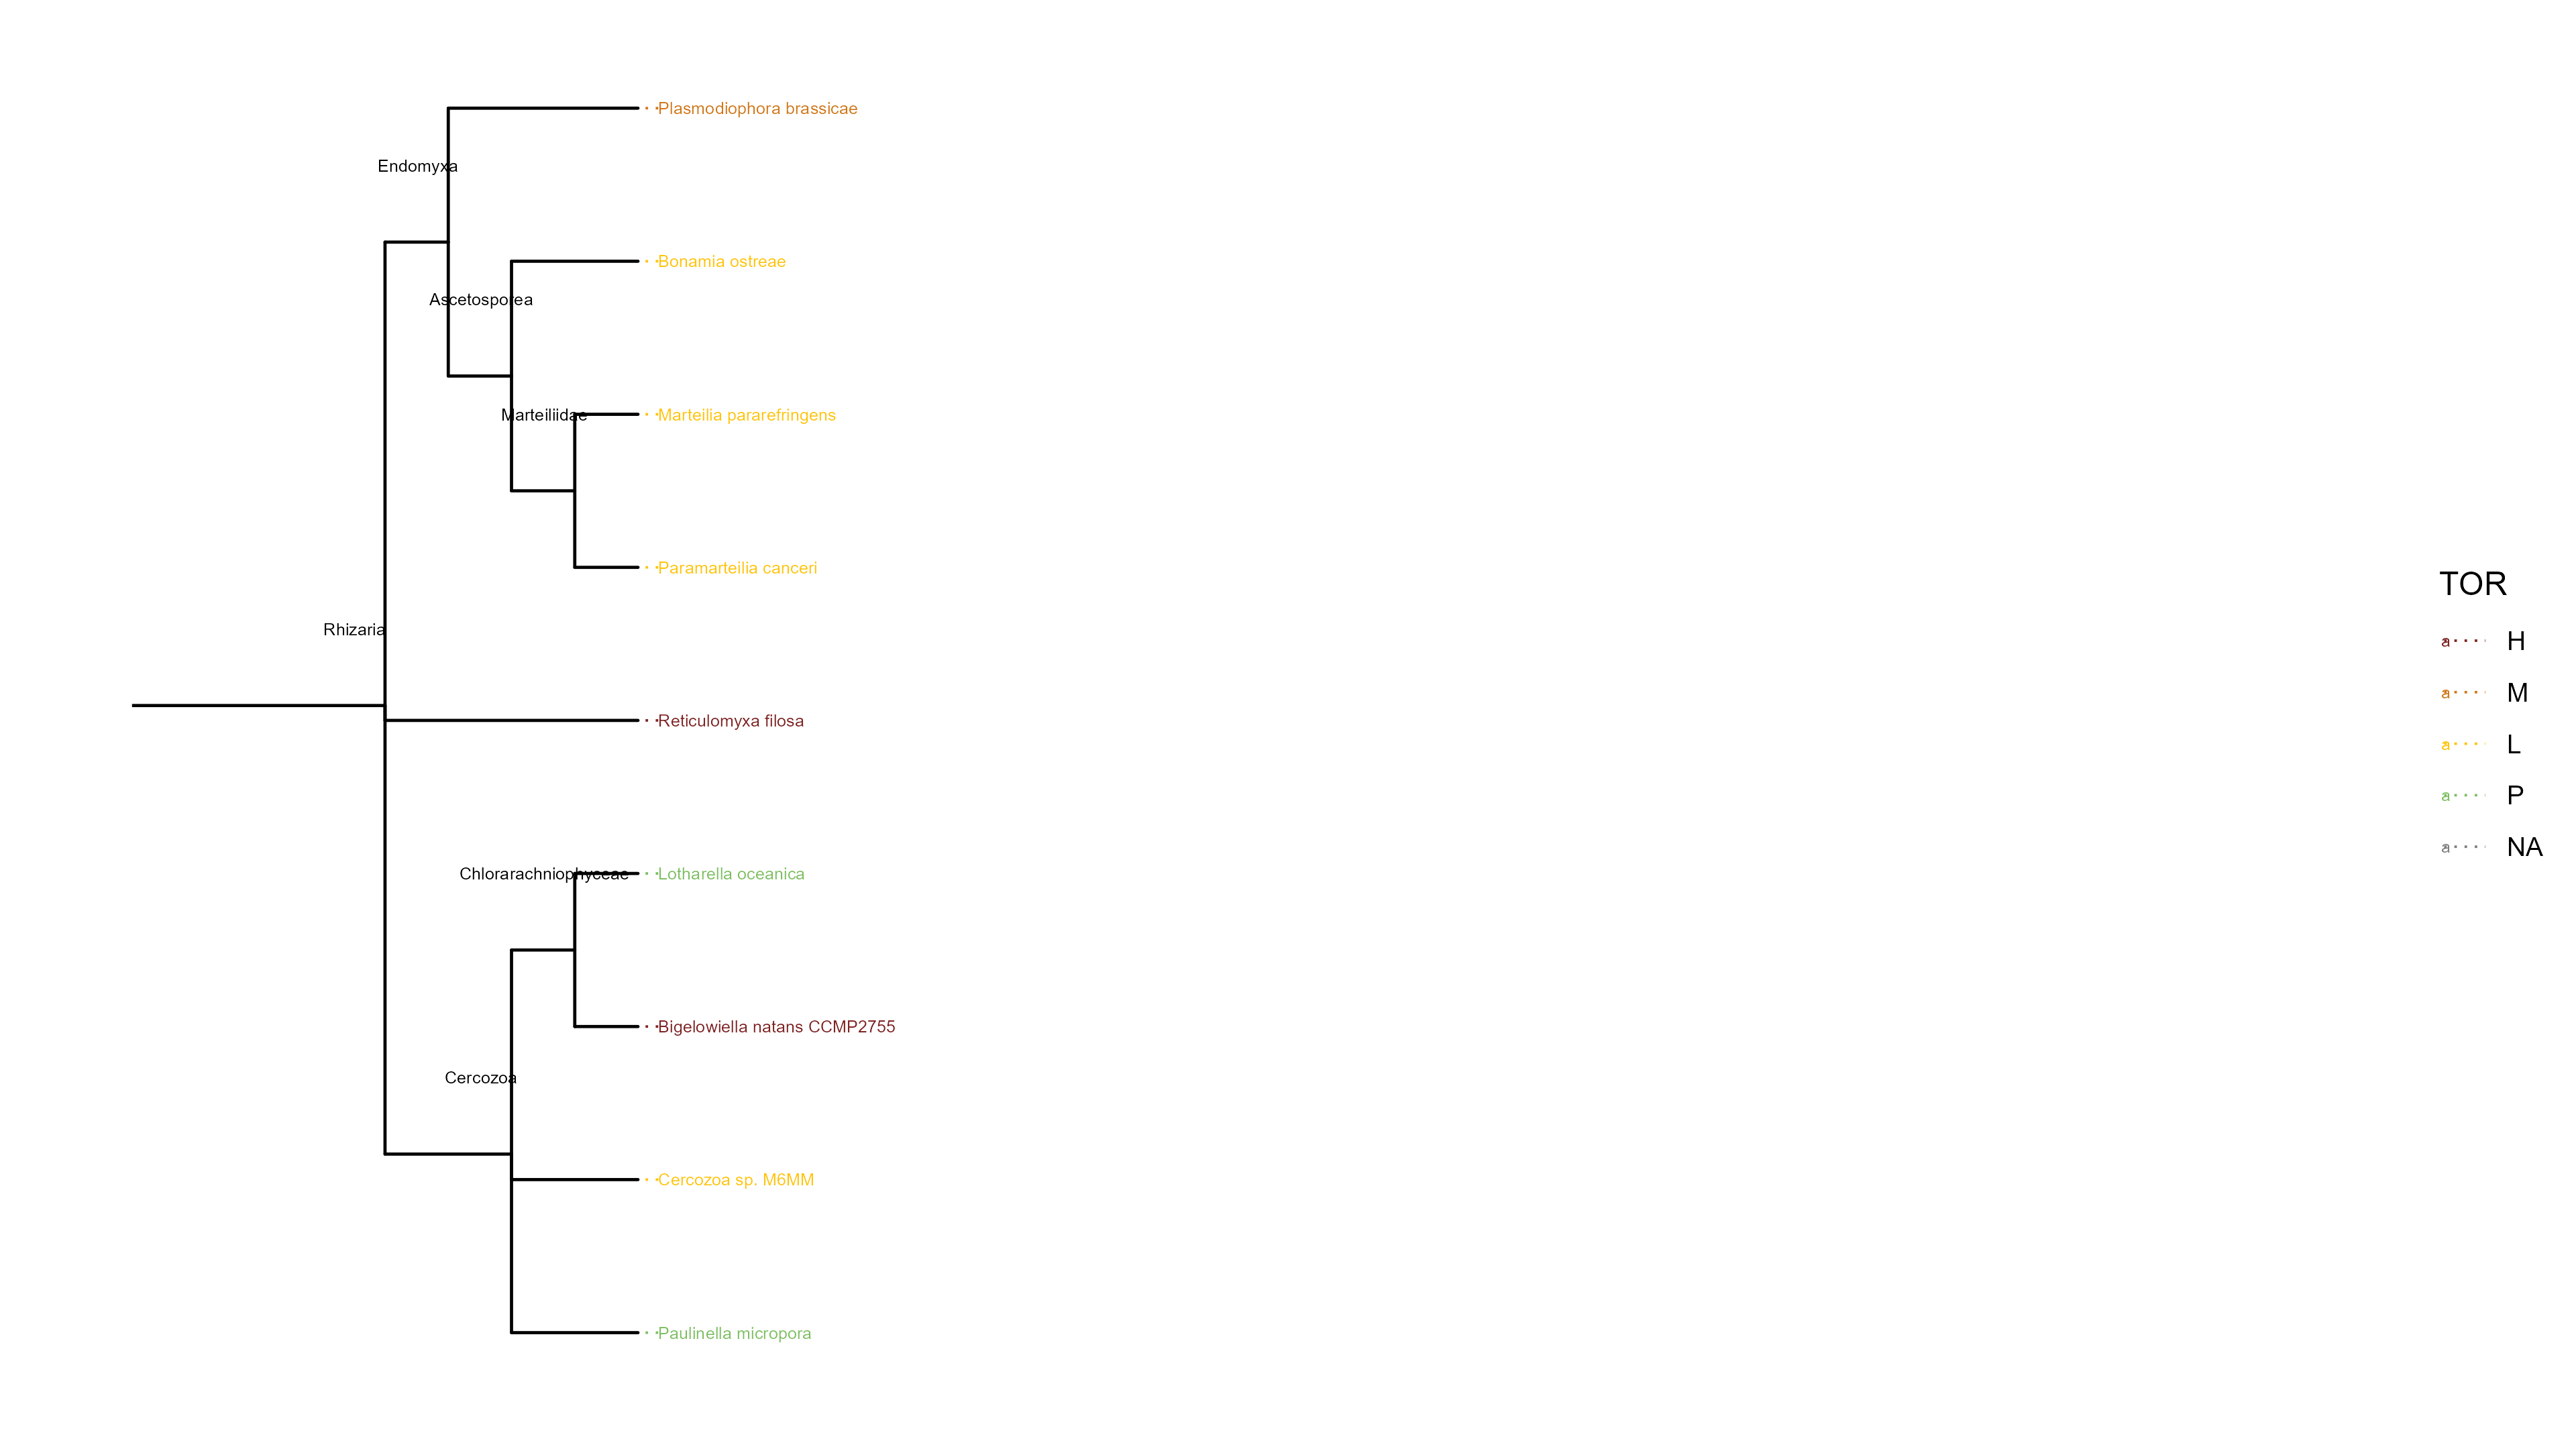 Plasmodiophora brassicae
Endomyxa
Bonamia ostreae
Ascetosporea
Marteiliidae
Marteilia pararefringens
Paramarteilia canceri
Rhizaria
Reticulomyxa filosa
Chlorarachniophyceae
Lotharella oceanica
Bigelowiella natans CCMP2755
Cercozoa
Cercozoa sp. M6MM
Paulinella micropora
TOR
a H
a M
a L
a P
a NA